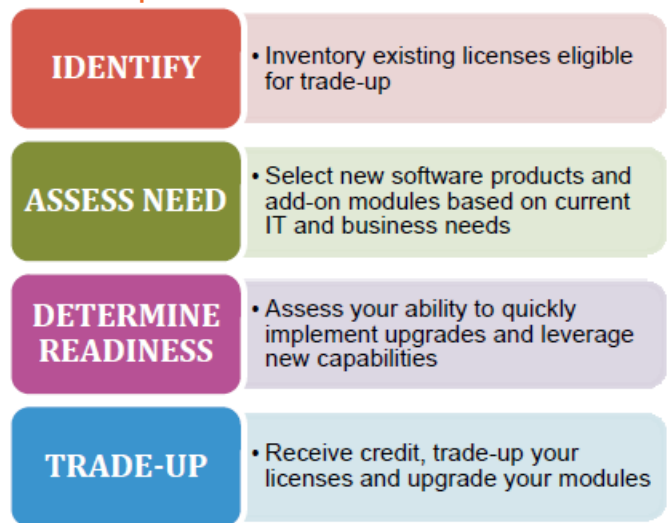 IDENTIFY
• Inventory existing licenses eligible
for trade-up
ASSESS NEED
• Select new software products and
add-on modules based on current
IT and business needs
DETERMINE
READINESS
• Assess your ability to quickly
implement upgrades and leverage
new capabilities
TRADE-UP
• Receive credit, trade-up your
licenses and upgrade your modules